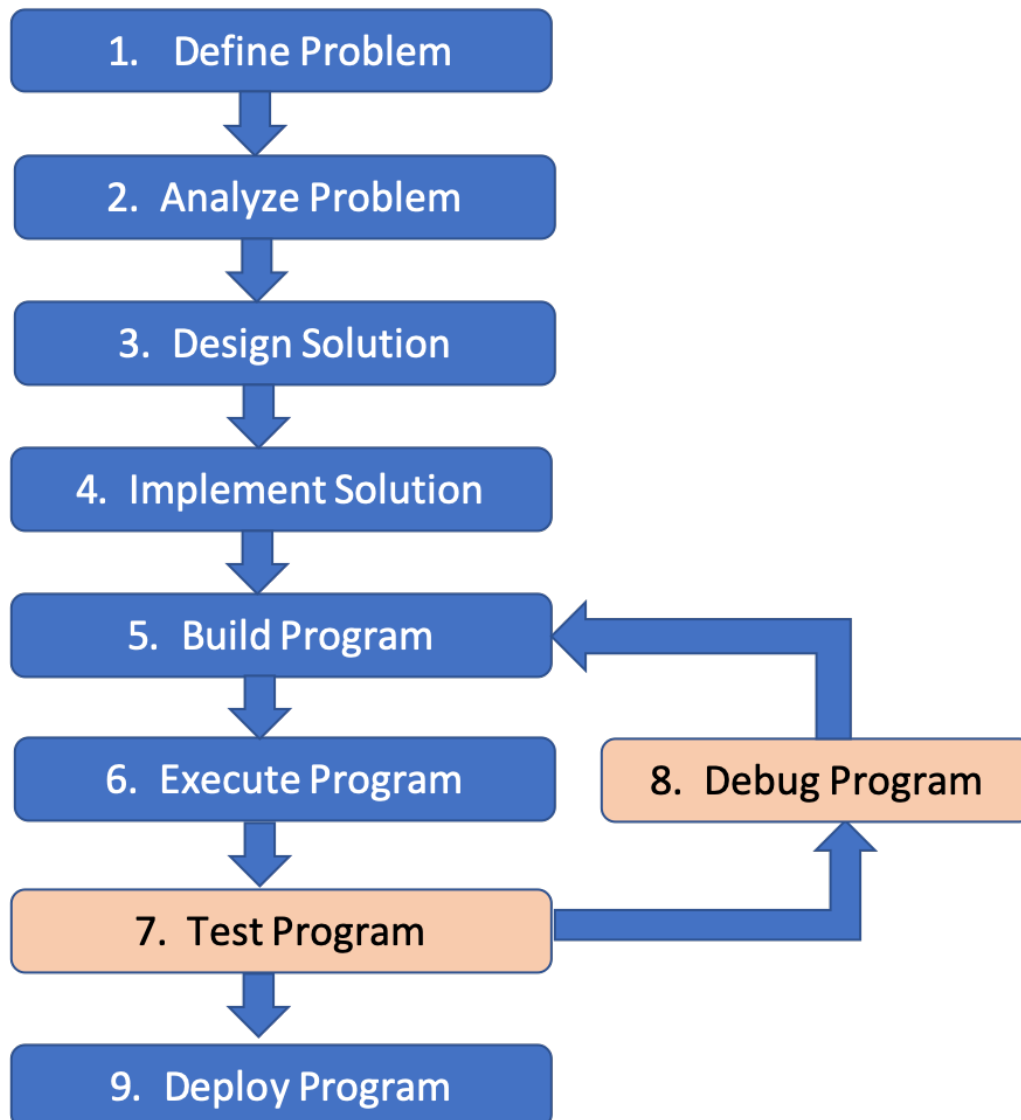 1. Define Problem
2. Analyze Problem
3. Design Solution
4. Implement Solution
5. Build Program
6. Execute Program
8. Debug Program
7. Test Program
9. Deploy Program